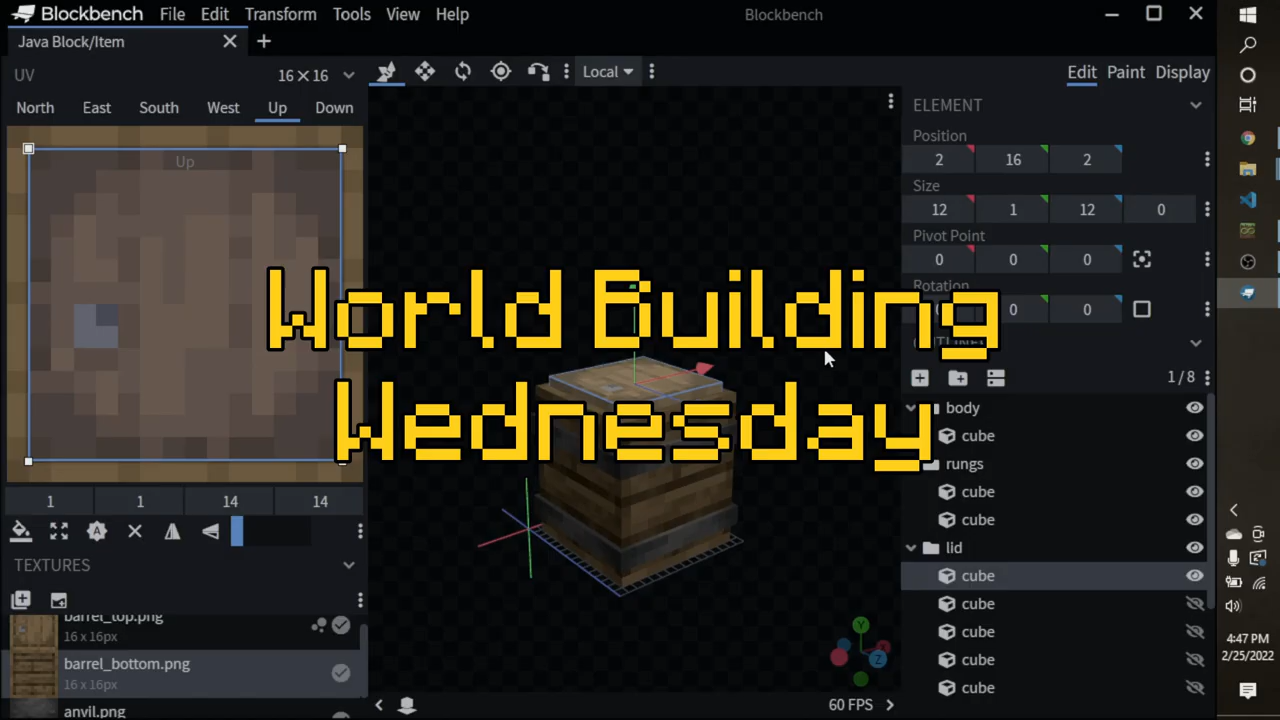 Blockbench File Edit Transform Tools View Help Blockbench
Java Block/Item
UV 16×16 Local Edit Paint Display
North East South West Up Down
Up
ELEMENT
Position
2 16 2
Size
12 1 12 0
Pivot Point
0 0 0
Rotation
0 0
World Building
Wednesday
1/8
body
cube
rungs
cube
cube
lid
cube
cube
cube
cube
cube
1 1 14 14
TEXTURES
barrel_top.png
16 x 16px
barrel_bottom.png
16 x 16px
anvil.png
60 FPS
X
Y
Z
4:47 PM
2/25/2022